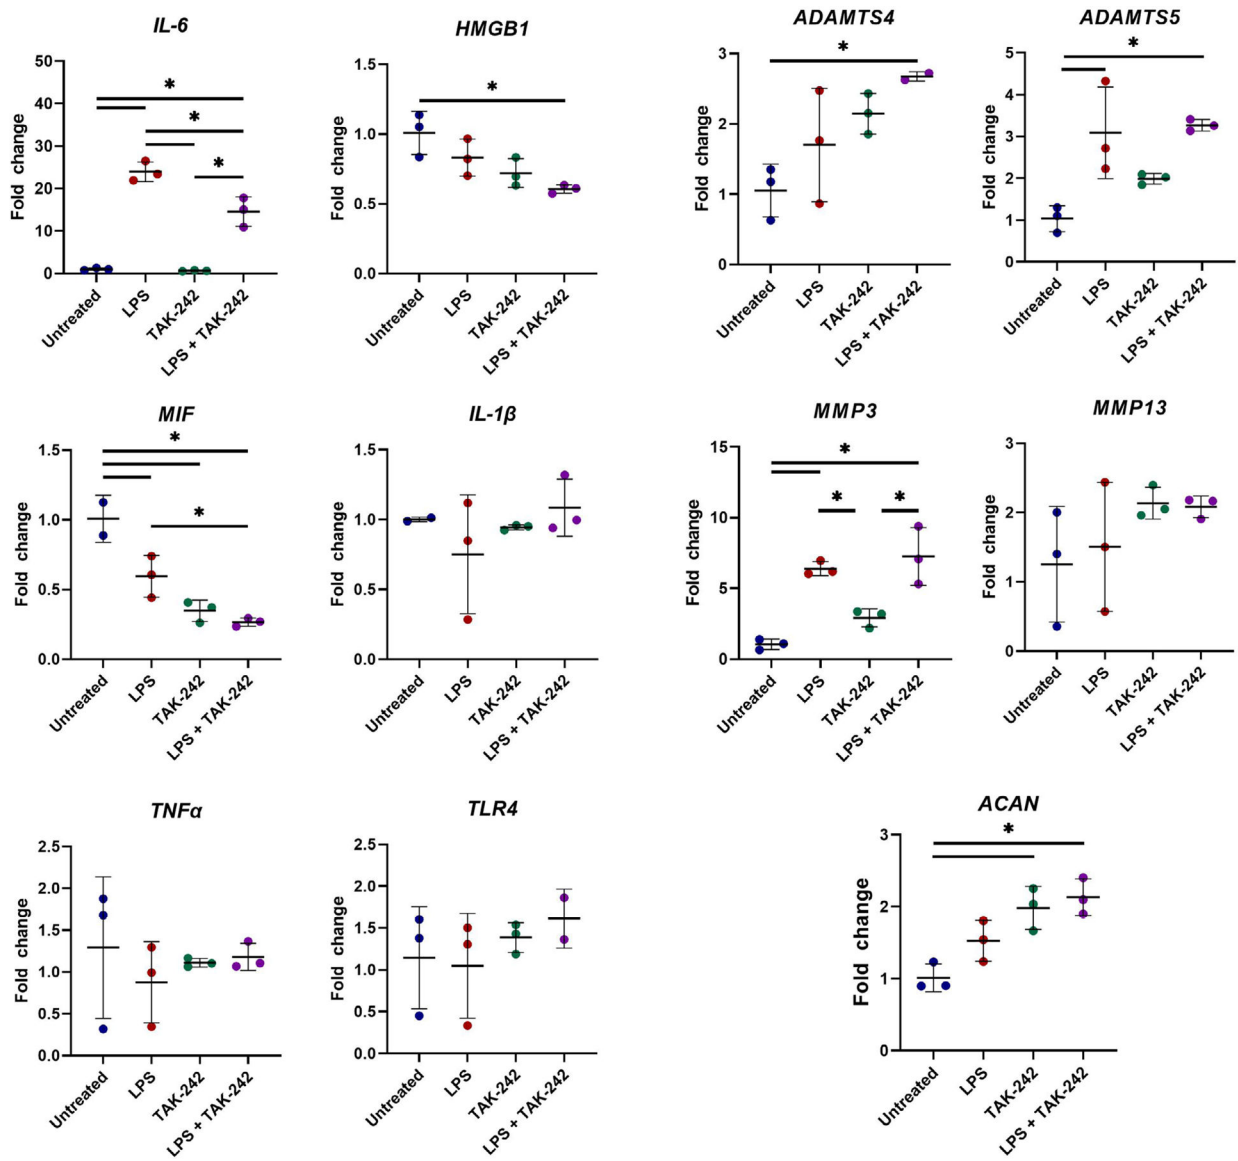 IL-6
Fold change
50
40
30
20
10
0
Untreated
LPS
TAK-242
LPS + TAK-242
*
*
*
HMGB1
Fold change
1.5
1.0
0.5
0.0
Untreated
LPS
TAK-242
LPS + TAK-242
*
ADAMTS4
Fold change
3
2
1
0
Untreated
LPS
TAK-242
LPS + TAK-242
*
ADAMTS5
Fold change
5
4
3
2
1
0
Untreated
LPS
TAK-242
LPS + TAK-242
*
MIF
Fold change
1.5
1.0
0.5
0.0
Untreated
LPS
TAK-242
LPS + TAK-242
*
*
IL-1β
Fold change
1.5
1.0
0.5
0.0
Untreated
LPS
TAK-242
LPS + TAK-242
MMP3
Fold change
15
10
5
0
Untreated
LPS
TAK-242
LPS + TAK-242
*
*
*
MMP13
Fold change
3
2
1
0
Untreated
LPS
TAK-242
LPS + TAK-242
TNFα
Fold change
2.5
2.0
1.5
1.0
0.5
0.0
Untreated
LPS
TAK-242
LPS + TAK-242
TLR4
Fold change
2.5
2.0
1.5
1.0
0.5
0.0
Untreated
LPS
TAK-242
LPS + TAK-242
ACAN
Fold change
3
2
1
0
Untreated
LPS
TAK-242
LPS + TAK-242
*